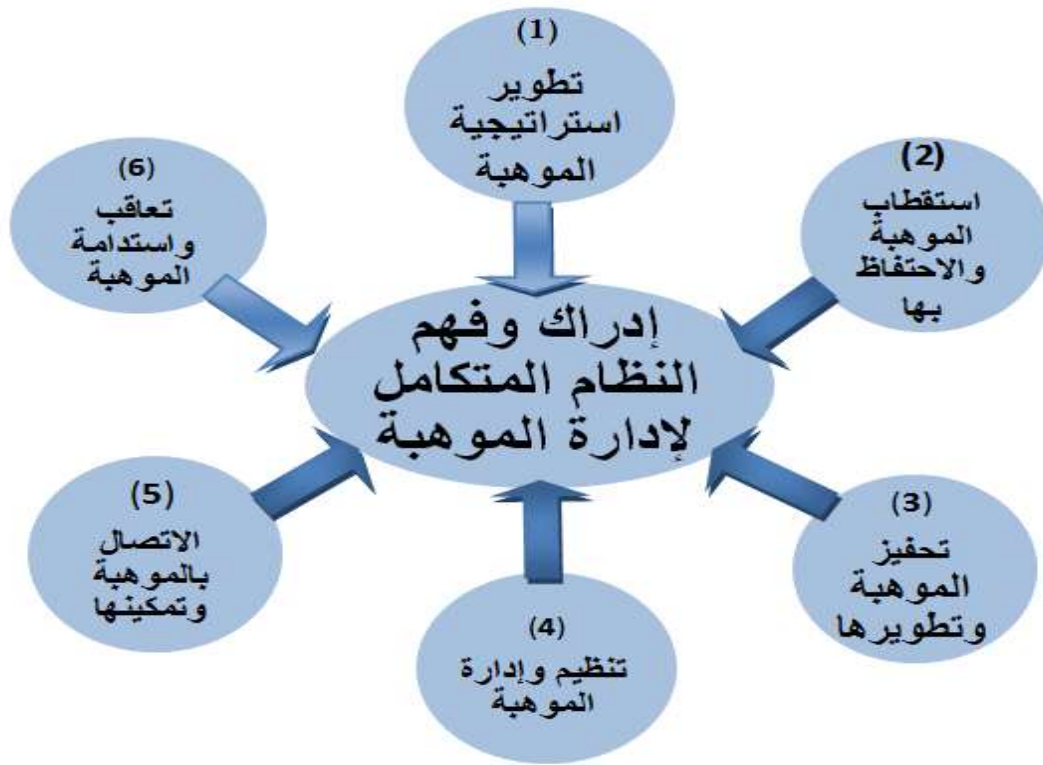 (1)
تطوير
استراتيجية
الموهبة
(2)
استقطاب
الموهبة
والاحتفاظ
بها
(3)
تحفيز
الموهبة
وتطويرها
(4)
تنظيم وإدارة
الموهبة
(5)
الاتصال
بالموهبة
وتمكينها
(6)
تعاقب
واستدامة
الموهبة
إدراك وفهم
النظام المتكامل
لإدارة الموهبة